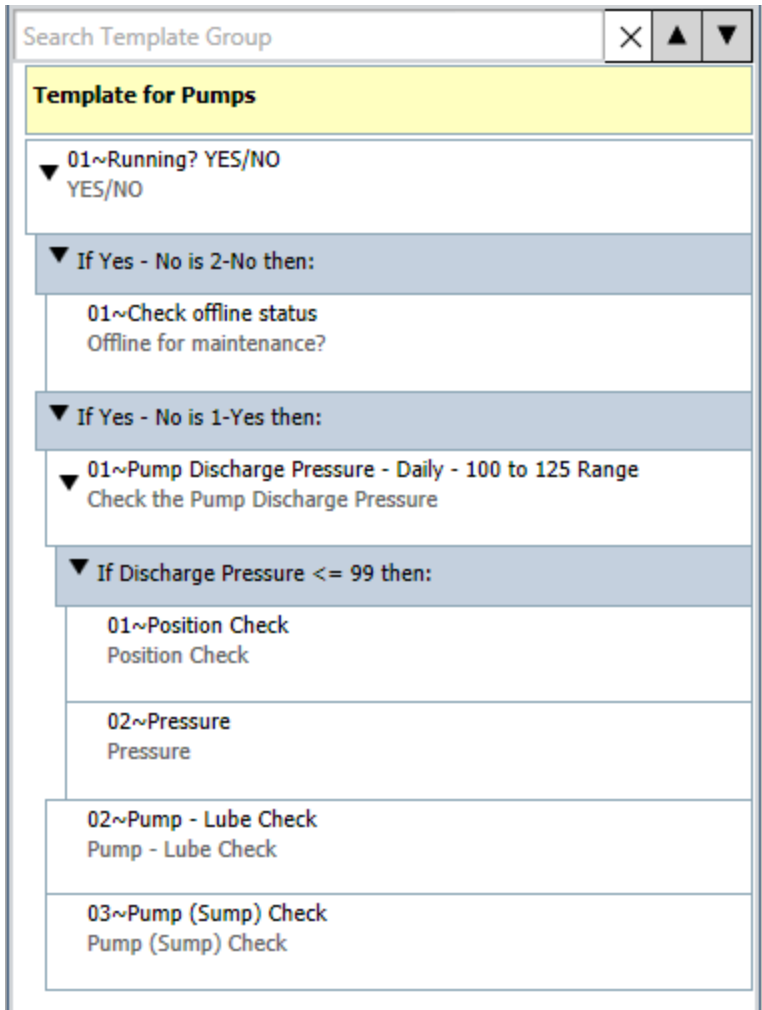 Search Template Group
Template for Pumps
01~Running? YES/NO
YES/NO
If Yes - No is 2-No then:
01~Check offline status
Offline for maintenance?
If Yes - No is 1-Yes then:
01~Pump Discharge Pressure - Daily - 100 to 125 Range
Check the Pump Discharge Pressure
If Discharge Pressure <= 99 then:
01~Position Check
Position Check
02~Pressure
Pressure
02~Pump - Lube Check
Pump - Lube Check
03~Pump (Sump) Check
Pump (Sump) Check